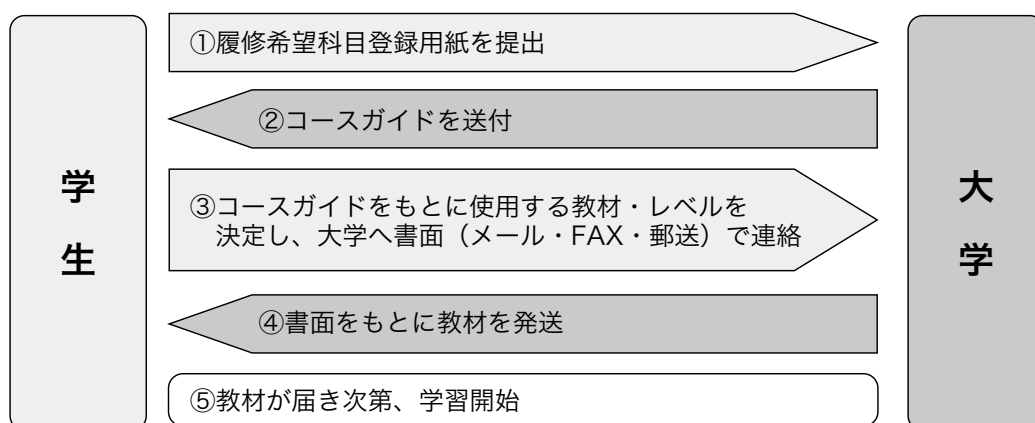 学生
①履修希望科目登録用紙を提出
②コースガイドを送付
③コースガイドをもとに使用する教材・レベルを
決定し、大学へ書面（メール・FAX・郵送）で連絡
④書面をもとに教材を発送
⑤教材が届き次第、学習開始
大学